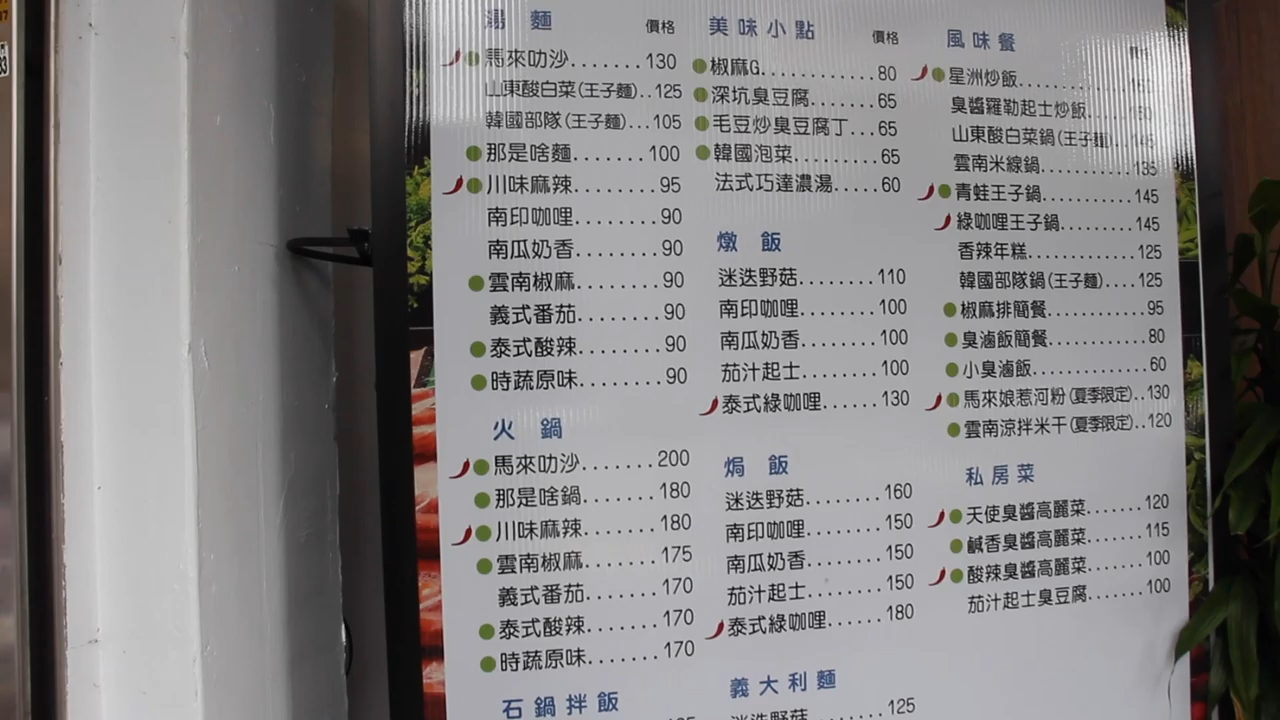 湯麵 價格
馬來叻沙.......130
山東酸白菜(王子麵)..125
韓國部隊(王子麵)...105
那是啥麵.......100
川味麻辣........95
南印咖哩........90
南瓜奶香........90
雲南椒麻........90
義式番茄........90
泰式酸辣........90
時蔬原味........90
火鍋
馬來叻沙.......200
那是啥鍋.......180
川味麻辣.......180
雲南椒麻.......175
義式番茄.......170
泰式酸辣.......170
時蔬原味.......170
石鍋拌飯
美味小點 價格
椒麻G...........80
深坑臭豆腐.......65
毛豆炒臭豆腐丁...65
韓國泡菜........65
法式巧達濃湯.....60
燉飯
迷迭野菇.......110
南印咖哩.......100
南瓜奶香.......100
茄汁起士.......100
泰式綠咖哩.....130
焗飯
迷迭野菇.......160
南印咖哩.......150
南瓜奶香.......150
茄汁起士.......150
泰式綠咖哩.....180
義大利麵
迷迭野菇.......125
風味餐
星洲炒飯
臭醬羅勒起士炒飯
山東酸白菜鍋(王子麵)..145
雲南米線鍋.........135
青蛙王子鍋.........145
綠咖哩王子鍋.......145
香辣年糕...........125
韓國部隊鍋(王子麵)...125
椒麻排簡餐..........95
臭滷飯簡餐..........80
小臭滷飯............60
馬來娘惹河粉(夏季限定)..130
雲南涼拌米干(夏季限定)..120
私房菜
天使臭醬高麗菜.....120
鹹香臭醬高麗菜.....115
酸辣臭醬高麗菜.....100
茄汁起士臭豆腐.....100